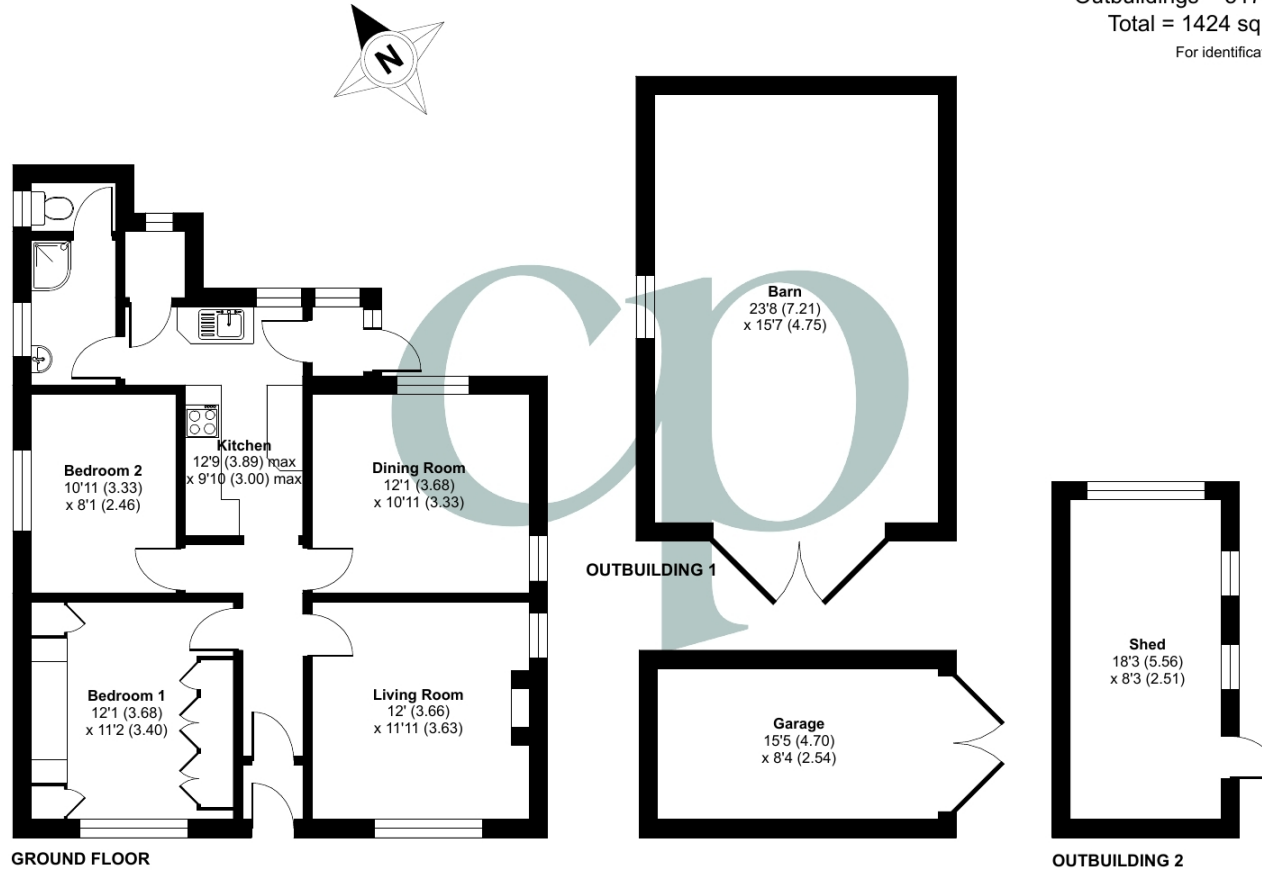 Outbuildings
Total = 1424 sq
For
N
Barn
23'8 (7.21)
x 15'7 (4.75)
Kitchen
12'9 (3.89) max
x 9'10 (3.00) max
Bedroom 2
10'11 (3.33)
x 8'1 (2.46)
Dining Room
12'1 (3.68)
x 10'11 (3.33)
OUTBUILDING 1
Shed
18'3 (5.56)
x 8'3 (2.51)
Bedroom 1
12'1 (3.68)
x 11'2 (3.40)
Living Room
12' (3.66)
x 11'11 (3.63)
Garage
15'5 (4.70)
x 8'4 (2.54)
GROUND FLOOR
OUTBUILDING 2
cp